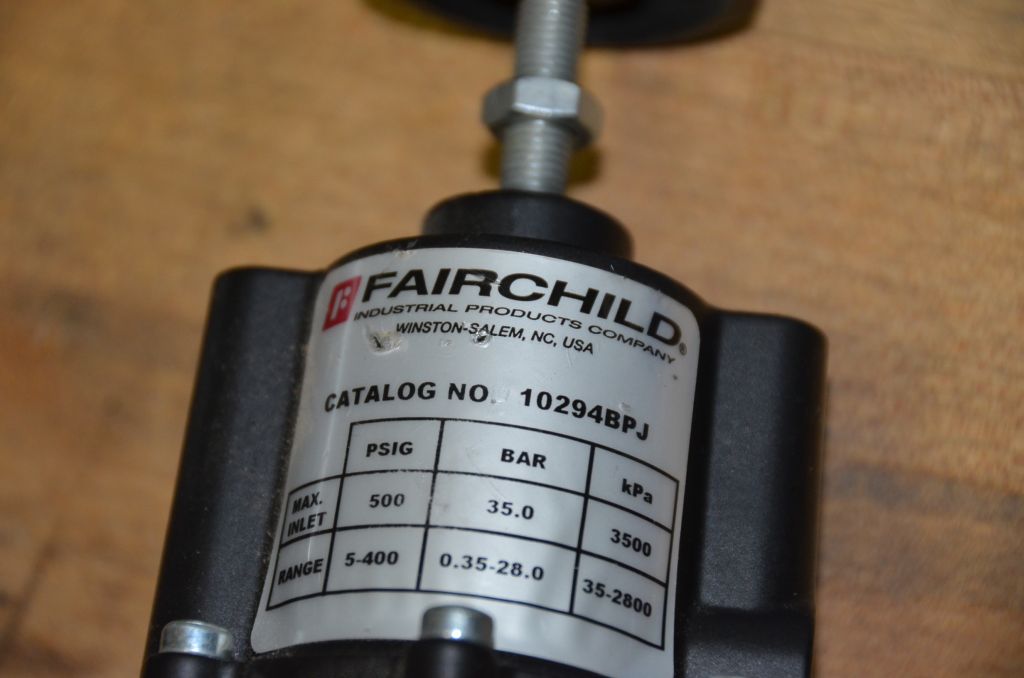 FAIRCHILD®
INDUSTRIAL PRODUCTS COMPANY
WINSTON-SALEM, NC, USA
CATALOG NO. 10294BPJ
PSIG BAR kPa
MAX. INLET 500 35.0 3500
RANGE 5-400 0.35-28.0 35-2800